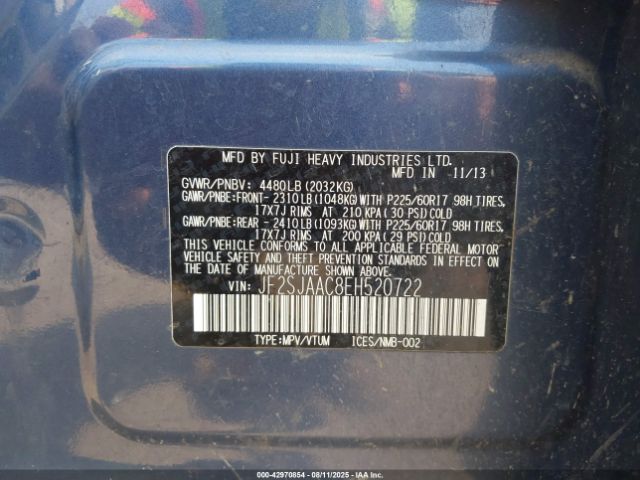 MFD BY FUJI HEAVY INDUSTRIES LTD.
MFD IN 11/13
GVWR/PNBV: 4480LB(2032KG)
GAWR/PNBE:FRONT-2310LB(1048KG)WITH P225/60R17 98H TIRES,
17X7J RIMS AT 210 KPA(30 PSI)COLD
GAWR/PNBE:REAR -2410LB(1093KG)WITH P225/60R17 98H TIRES,
17X7J RIMS AT 200 KPA(29 PSI)COLD
THIS VEHICLE CONFORMS TO ALL APPLICABLE FEDERAL MOTOR
VEHICLE SAFETY AND THEFT PREVENTION STANDARDS IN EFFECT
ON THE DATE OF MANUFACTURE SHOWN ABOVE.
VIN: JF2SJAAC8EH520722
TYPE:MPV/VTUM ICES/NMB-002
000-42970854 - 08/11/2025 - IAAI.COM